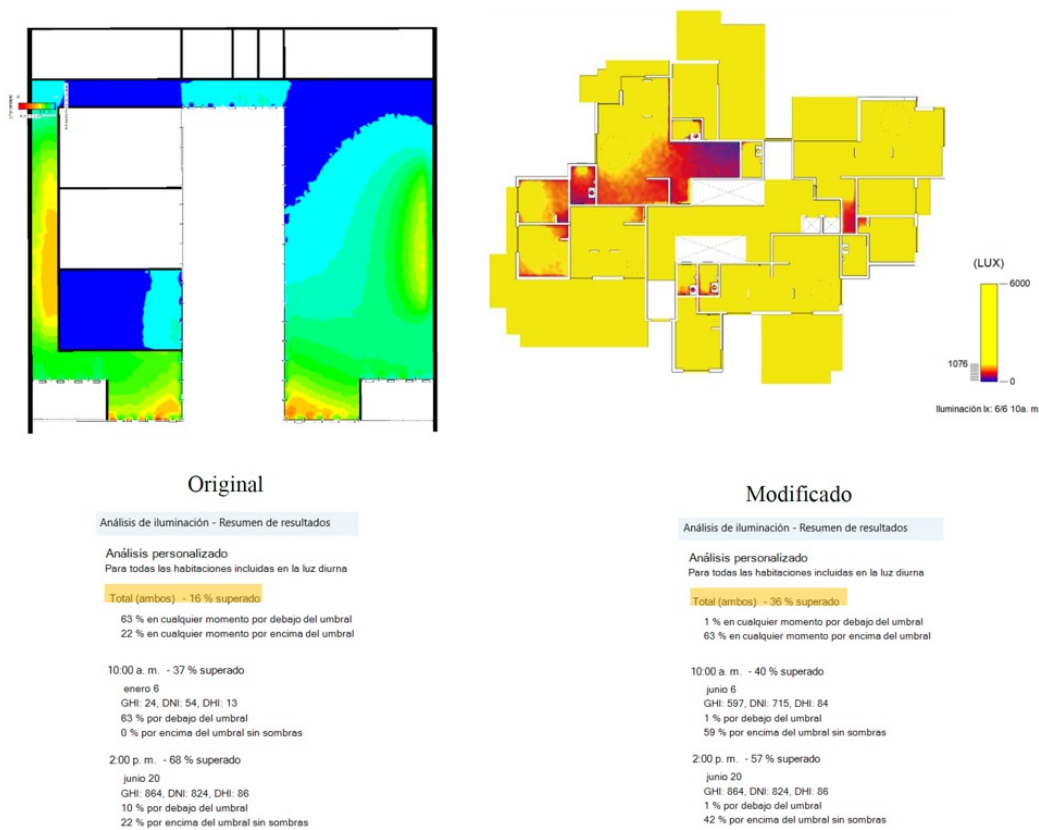 (LUX)
6000
1076
0
Iluminación lx: 6/6 10a. m
Original
Análisis de iluminación - Resumen de resultados
Análisis personalizado
Para todas las habitaciones incluidas en la luz diurna
Total (ambos) - 16 % superado
63 % en cualquier momento por debajo del umbral
22 % en cualquier momento por encima del umbral
10:00 a. m. - 37 % superado
enero 6
GHI: 24, DNI: 54, DHI: 13
63 % por debajo del umbral
0 % por encima del umbral sin sombras
2:00 p. m. - 68 % superado
junio 20
GHI: 864, DNI: 824, DHI: 86
10 % por debajo del umbral
22 % por encima del umbral sin sombras
Modificado
Análisis de iluminación - Resumen de resultados
Análisis personalizado
Para todas las habitaciones incluidas en la luz diurna
Total (ambos) - 36 % superado
1 % en cualquier momento por debajo del umbral
63 % en cualquier momento por encima del umbral
10:00 a. m. - 40 % superado
junio 6
GHI: 597, DNI: 715, DHI: 84
1 % por debajo del umbral
59 % por encima del umbral sin sombras
2:00 p. m. - 57 % superado
junio 20
GHI: 864, DNI: 824, DHI: 86
1 % por debajo del umbral
42 % por encima del umbral sin sombras